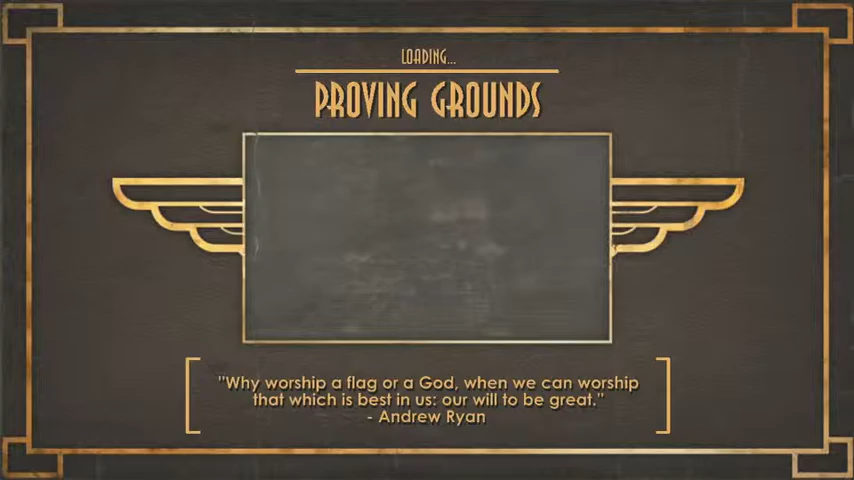 LOADING...
PROVING GROUNDS
"Why worship a flag or a God, when we can worship
that which is best in us: our will to be great."
- Andrew Ryan